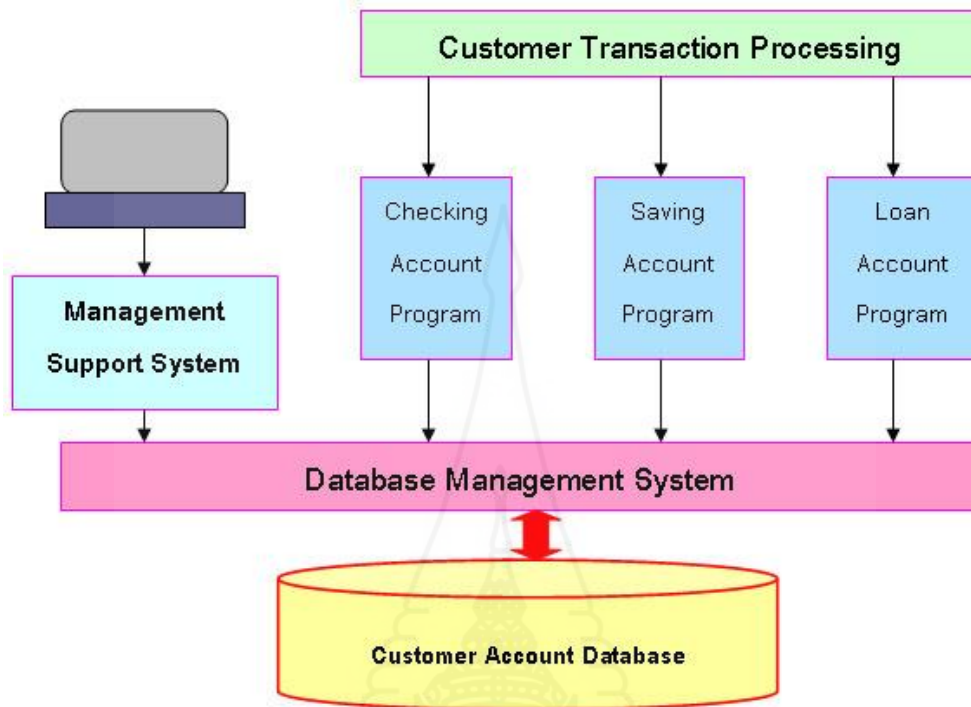 Customer Transaction Processing
Checking
Account
Program
Saving
Account
Program
Loan
Account
Program
Management
Support System
Database Management System
Customer Account Database